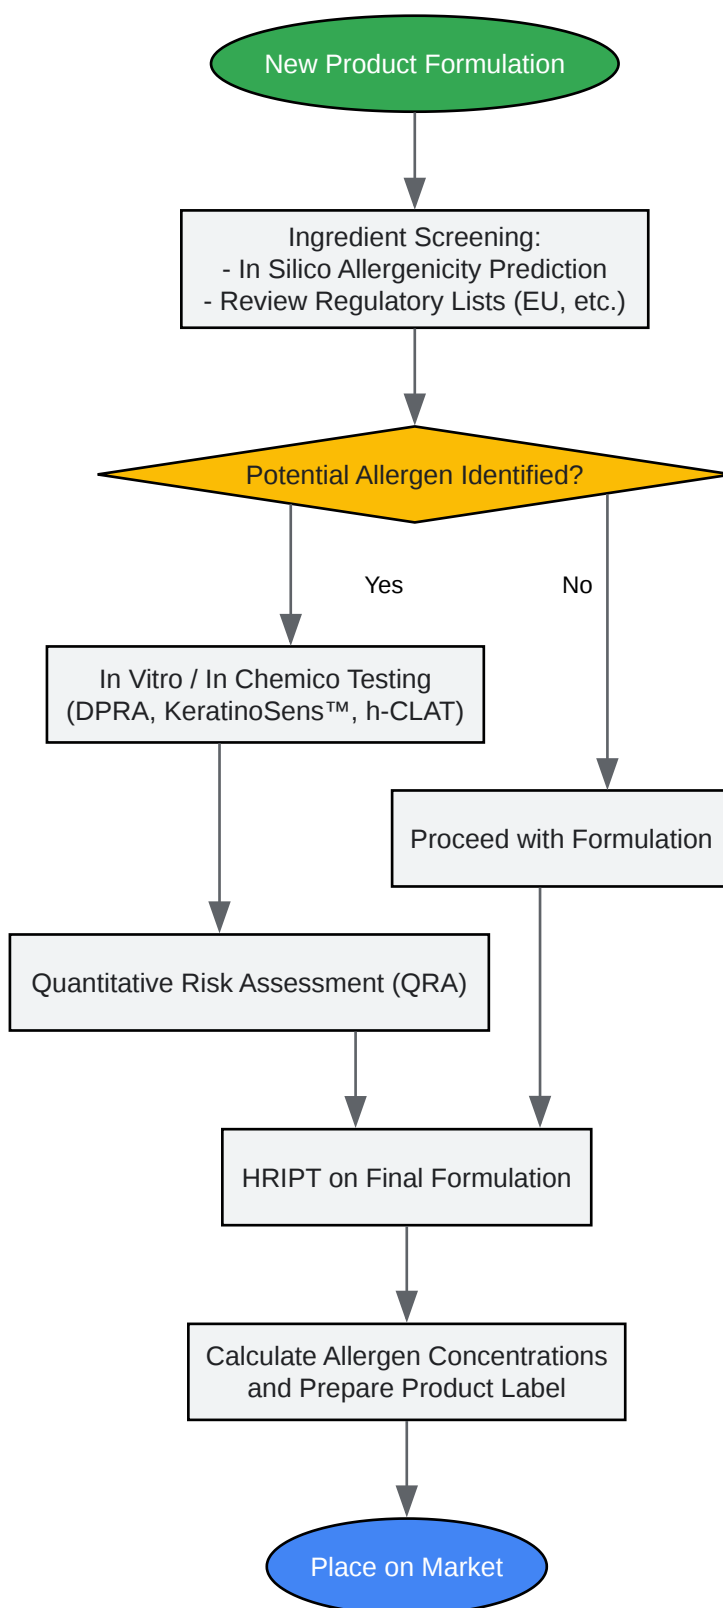 New Product Formulation
Ingredient Screening:
- In Silico Allergenicity Prediction
- Review Regulatory Lists (EU, etc.)
Potential Allergen Identified?
Yes
No
In Vitro / In Chemico Testing
(DPRA, KeratinoSens™, h-CLAT)
Proceed with Formulation
Quantitative Risk Assessment (QRA)
HRIPT on Final Formulation
Calculate Allergen Concentrations
and Prepare Product Label
Place on Market